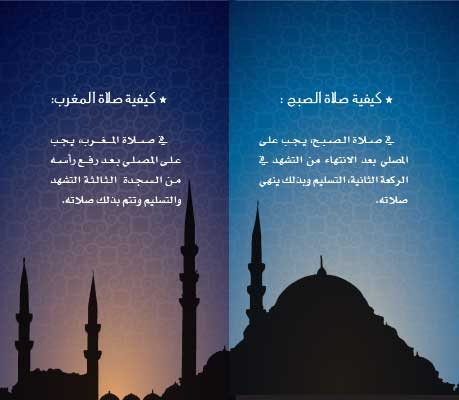 ★ كيفية صلاة الصبح :
في صلاة الصبح، يجب على
المصلي بعد الانتهاء من التشهد في
الركعة الثانية، التسليم وبذلك ينهي
صلاته.
★ كيفية صلاة المغرب:
في صلاة المغرب، يجب
على المصلي بعد رفع رأسه
من السجدة الثالثة التشهد
والتسليم وتتم بذلك صلاته.